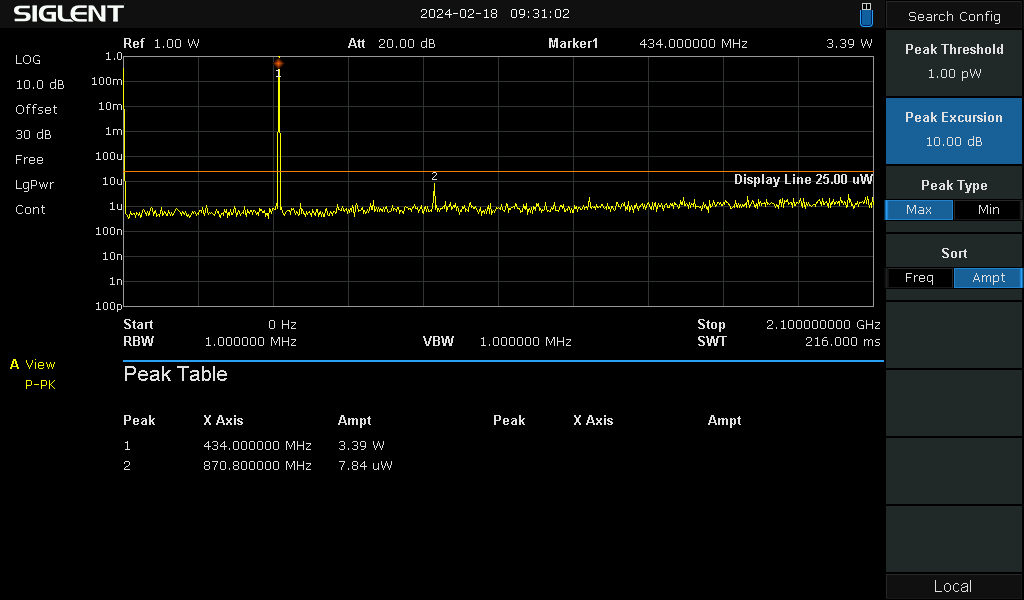 SIGLENT 2024-02-18 09:31:02
Search Config
Ref 1.00 W Att 20.00 dB Marker1 434.000000 MHz 3.39 W
LOG
10.0 dB
Offset
30 dB
Free
LgPwr
Cont
1.0
100m
10m
1m
100u
10u
1u
100n
10n
1n
100p
1
2
Display Line 25.00 uW
Start 0 Hz Stop 2.100000000 GHz
RBW 1.000000 MHz VBW 1.000000 MHz SWT 216.000 ms
A View
P-PK
Peak Table
Peak X Axis Ampt Peak X Axis Ampt
1 434.000000 MHz 3.39 W
2 870.800000 MHz 7.84 uW
Peak Threshold
1.00 pW
Peak Excursion
10.00 dB
Peak Type
Max Min
Sort
Freq Ampt
Local